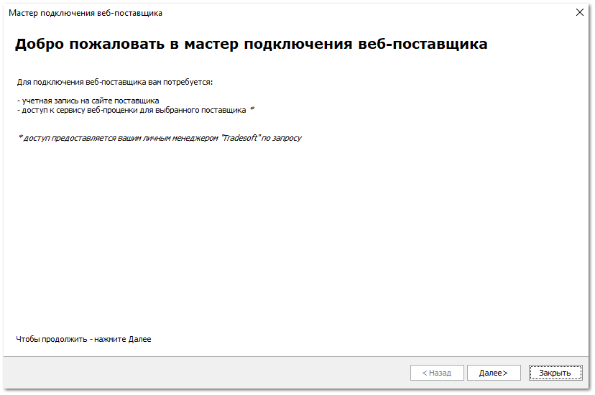 Мастер подключения веб-поставщика
Добро пожаловать в мастер подключения веб-поставщика
Для подключения веб-поставщика вам потребуется:
- учетная запись на сайте поставщика
- доступ к сервису веб-проценки для выбранного поставщика *
* доступ предоставляется вашим личным менеджером "Tradesoft" по запросу
Чтобы продолжить - нажмите Далее
< Назад Далее> Закрыть